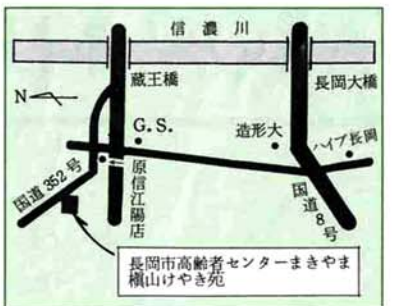 信濃川
蔵王橋
長岡大橋
N
G.S.
造形大
ハイブ長岡
国道352号
原信江陽店
国道8号
長岡市高齢者センターまきやま
槇山けやき苑